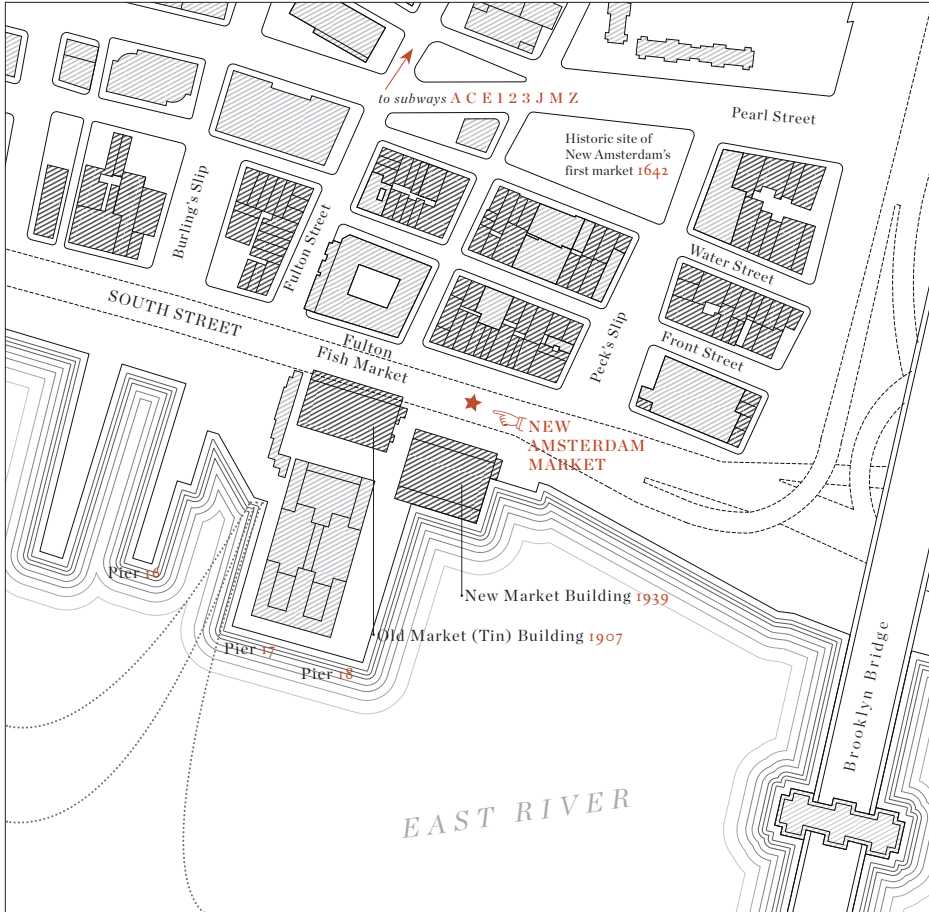 to subways A C E 1 2 3 J M Z
Pearl Street
Historic site of
New Amsterdam's
first market 1642
Burling's Slip
Fulton Street
Water Street
SOUTH STREET
Fulton
Fish Market
Peck's Slip
Front Street
NEW
AMSTERDAM
MARKET
Pier 16
New Market Building 1939
Old Market (Tin) Building 1907
Pier 17
Pier 18
Brooklyn Bridge
EAST RIVER